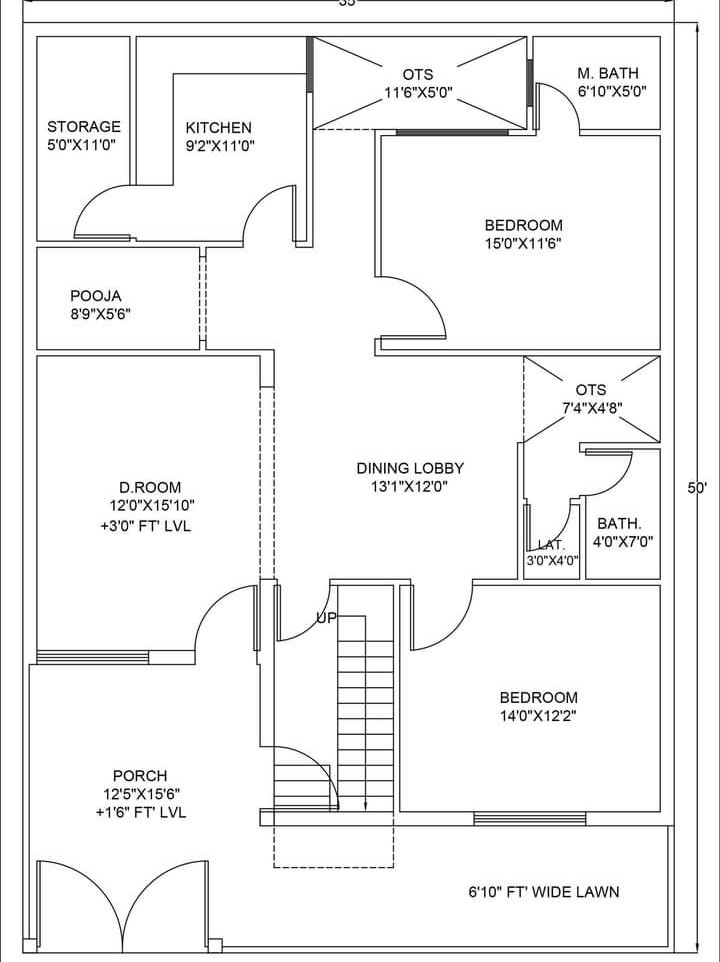 35'
OTS
11'6"X5'0"
M. BATH
6'10"X5'0"
STORAGE
5'0"X11'0"
KITCHEN
9'2"X11'0"
BEDROOM
15'0"X11'6"
POOJA
8'9"X5'6"
OTS
7'4"X4'8"
DINING LOBBY
13'1"X12'0"
D.ROOM
12'0"X15'10"
+3'0" FT' LVL
50'
BATH.
4'0"X7'0"
LAT.
3'0"X4'0"
UP
BEDROOM
14'0"X12'2"
PORCH
12'5"X15'6"
+1'6" FT' LVL
6'10" FT' WIDE LAWN